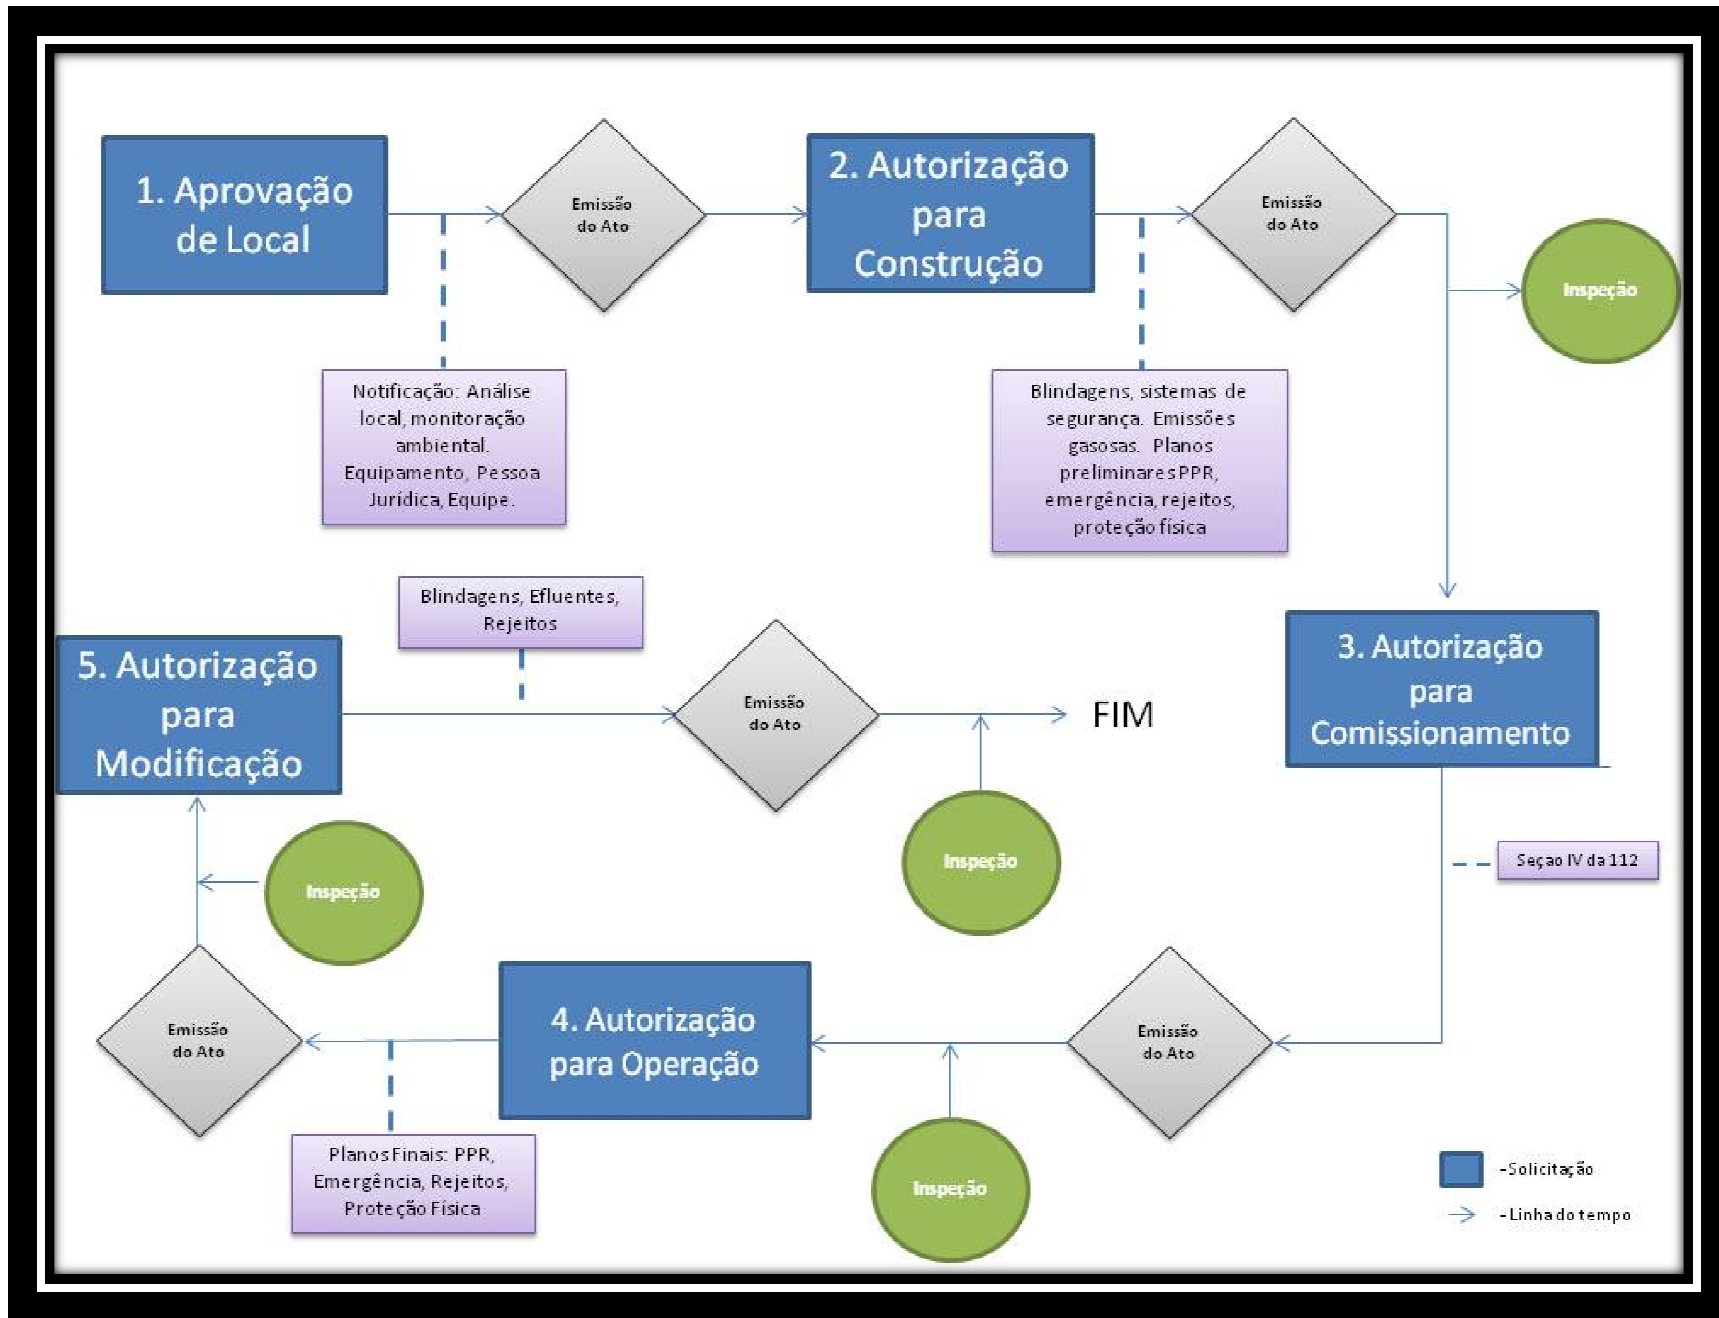 1. Aprovação
de Local
Emissão
do Ato
2. Autorização
para
Construção
Emissão
do Ato
Inspeção
Notificação: Análise
local, monitoração
ambiental.
Equipamento, Pessoa
Jurídica, Equipe.
Blindagens, sistemas de
segurança. Emissões
gasosas. Planos
preliminares PPR,
emergência, rejeitos,
proteção física
3. Autorização
para
Comissionamento
Seçao IV da 112
Emissão
do Ato
Inspeção
4. Autorização
para Operação
Planos Finais: PPR,
Emergência, Rejeitos,
Proteção Física
Emissão
do Ato
Inspeção
5. Autorização
para
Modificação
Blindagens, Efluentes,
Rejeitos
Emissão
do Ato
Inspeção
FIM
-Solicitação
-Linha do tempo